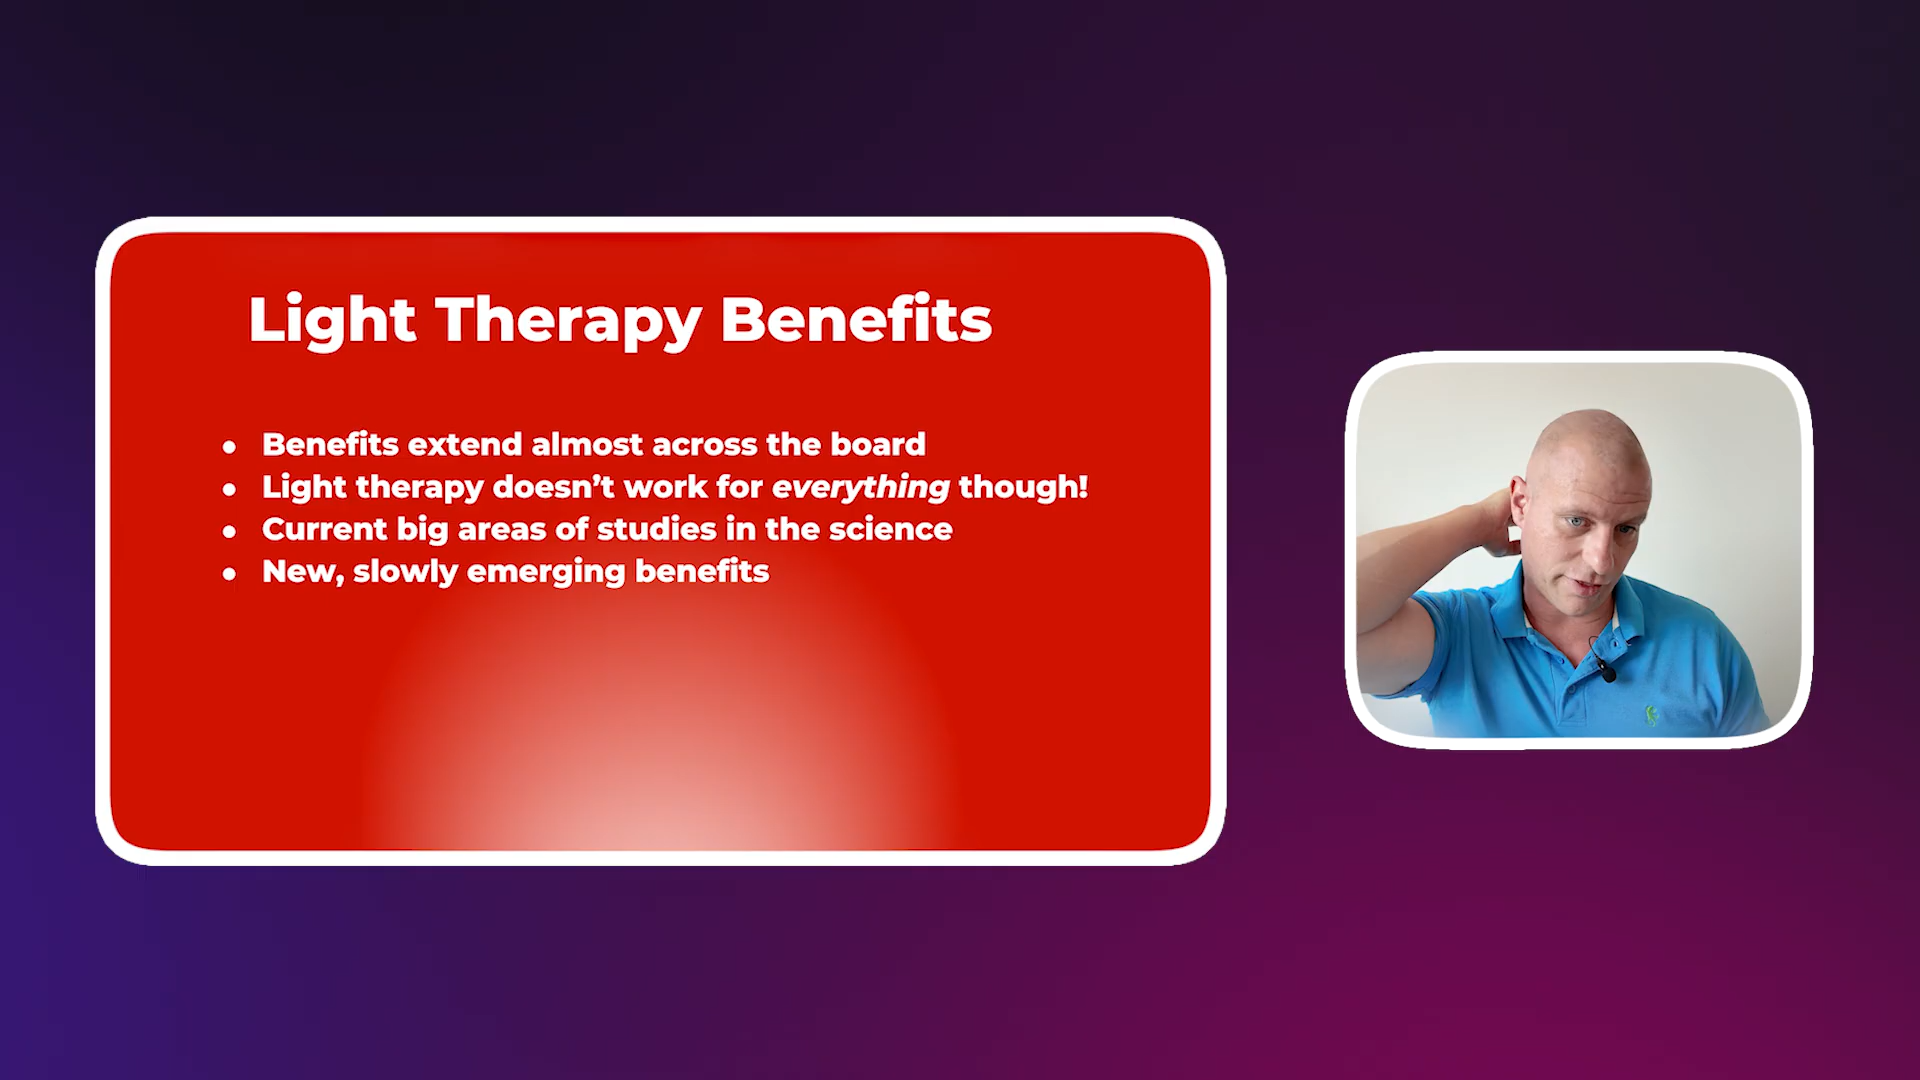 Light Therapy Benefits
• Benefits extend almost across the board
• Light therapy doesn’t work for everything though!
• Current big areas of studies in the science
• New, slowly emerging benefits